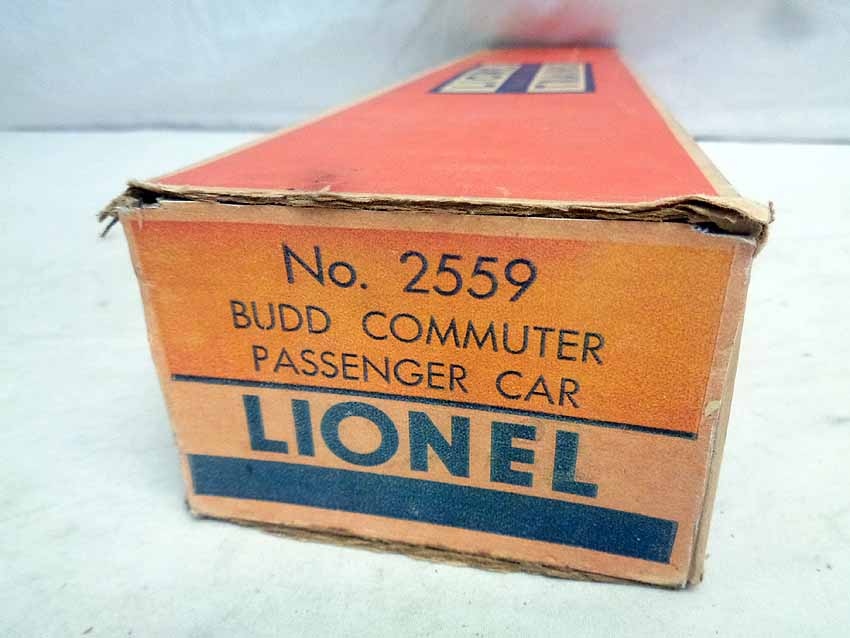 No. 2559
BUDD COMMUTER
PASSENGER CAR
LIONEL